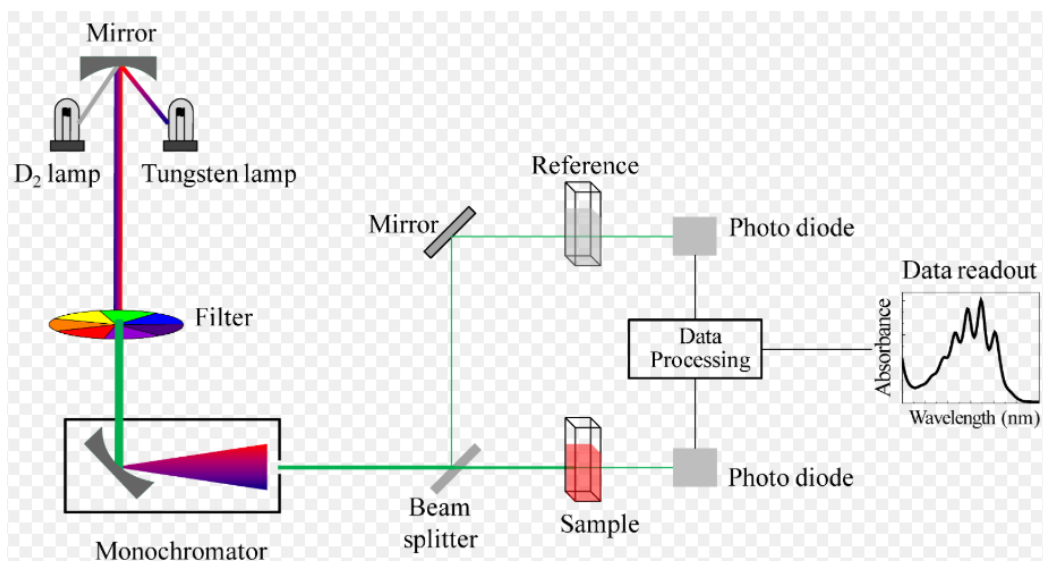 Mirror
D₂ lamp
Tungsten lamp
Filter
Monochromator
Mirror
Beam
splitter
Reference
Sample
Photo diode
Photo diode
Data
Processing
Data readout
Absorbance
Wavelength (nm)